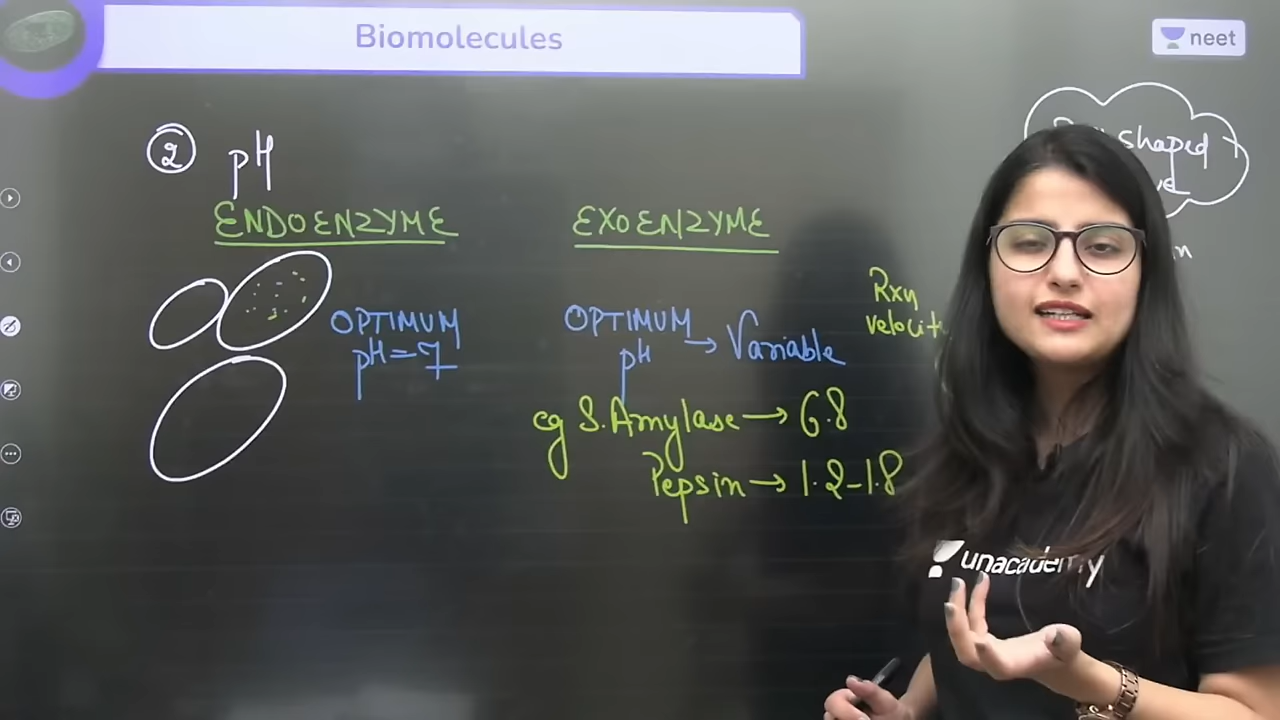 Biomolecules
neet
② pH
shaped
ENDOENZYME
EXOENZYME
Rxn
OPTIMUM
pH=7
OPTIMUM
pH → Variable
eg S.Amylase → 6.8
Pepsin → 1.2-1.8
unacademy